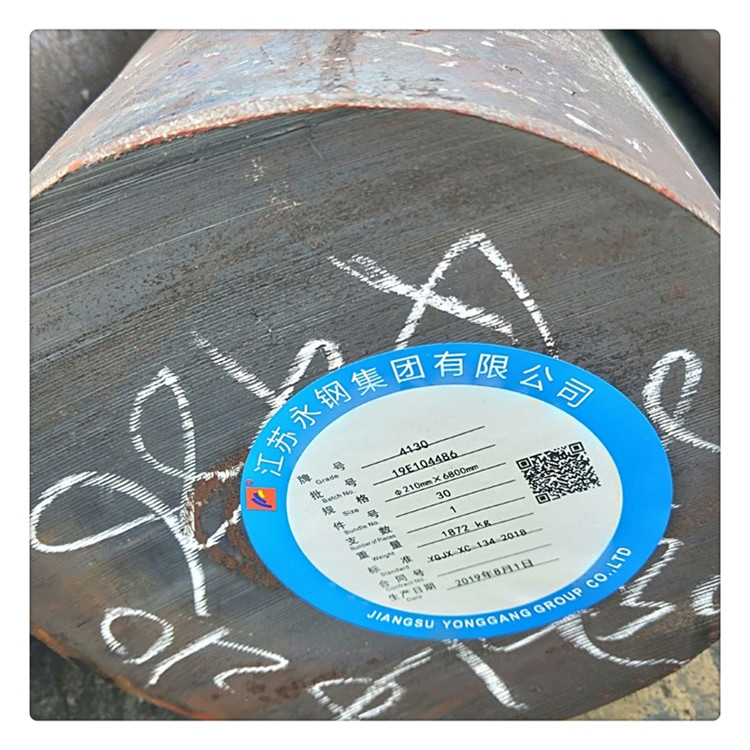 江苏永钢集团有限公司
牌号 Grade 4130
批号 Batch No. 19E104486
规格 Size Φ210mm×6800mm
件号 Bundle No. 30
支数 Number of Pieces 1
重量 Weight 1872 kg
标准 Standard YGJX-XC-134-2018
合同号 Contract No.
生产日期 Date 2019年8月1日
JIANGSU YONGGANG GROUP CO.,LTD